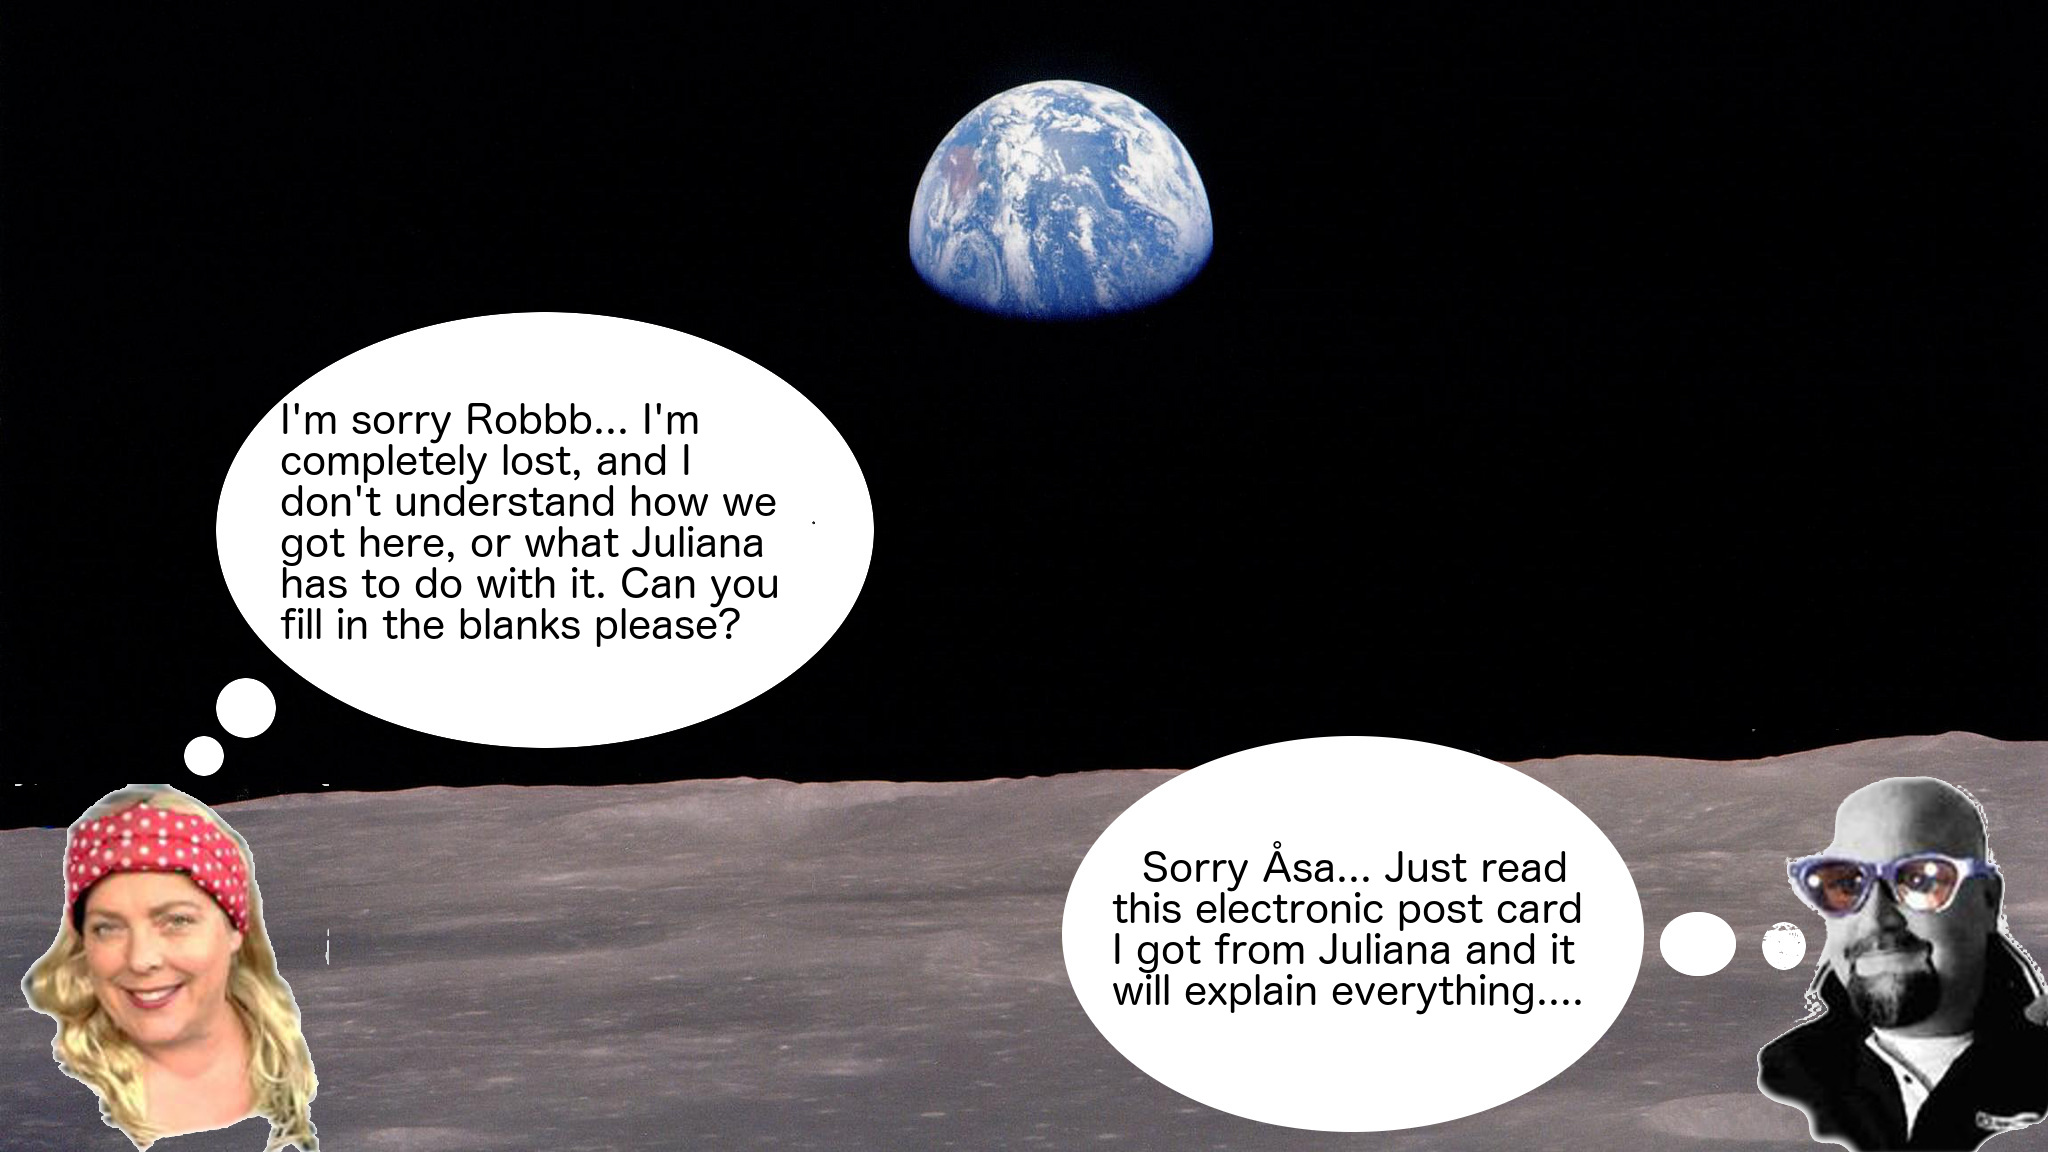 I'm sorry Robbb... I'm
completely lost, and I
don't understand how we
got here, or what Juliana
has to do with it. Can you
fill in the blanks please?
Sorry Åsa... Just read
this electronic post card
I got from Juliana and it
will explain everything....